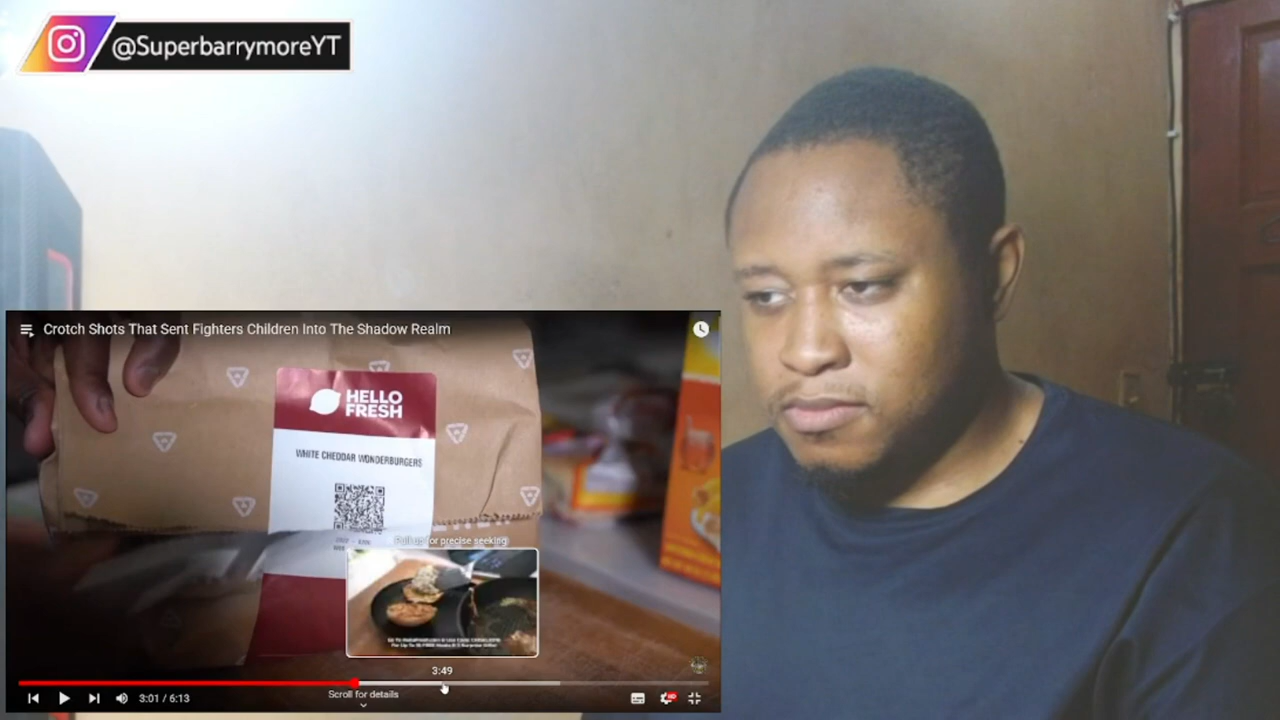 @SuperbarrymoreYT
Crotch Shots That Sent Fighters Children Into The Shadow Realm
HELLO
FRESH
WHITE CHEDDAR WONDERBURGERS
Pull up for precise seeking
3:49
3:01 / 6:13
Scroll for details
HD